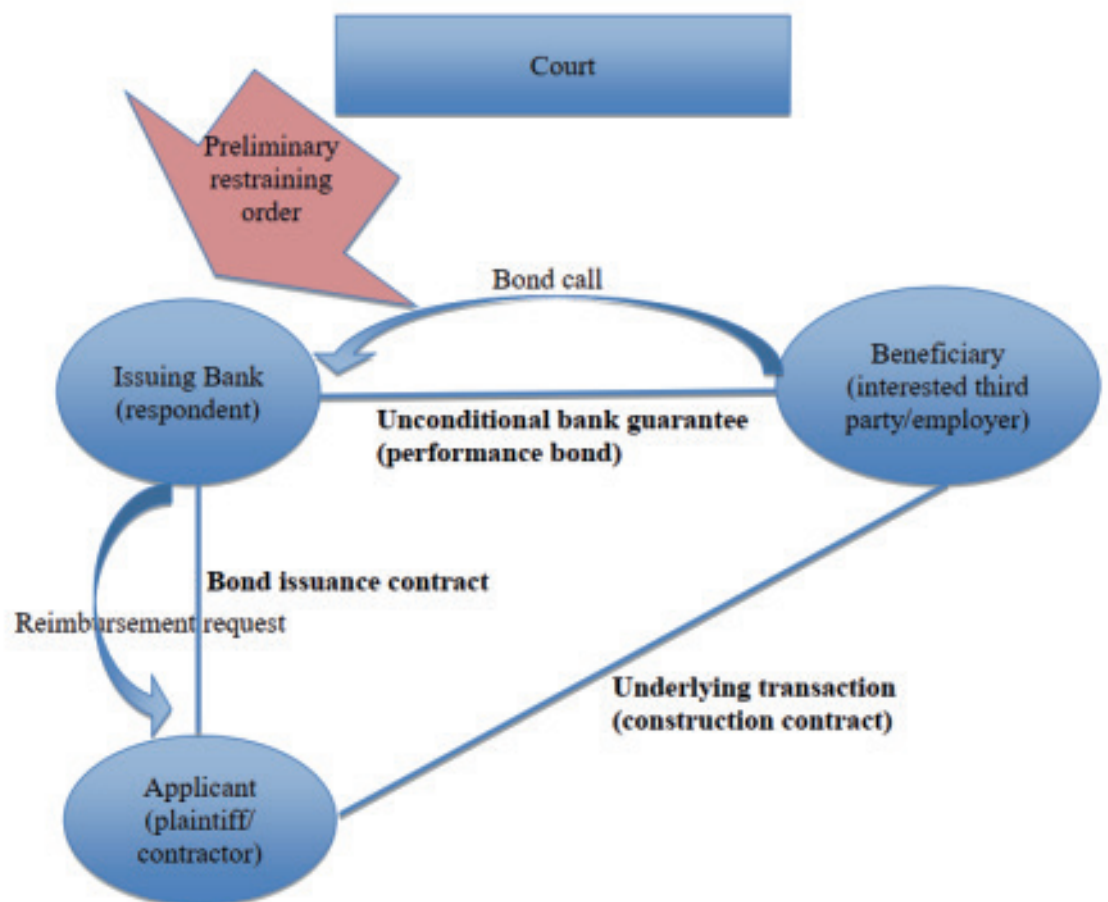 Court
Preliminary
restraining
order
Bond call
Issuing Bank
(respondent)
Beneficiary
(interested third
party/employer)
Unconditional bank guarantee
(performance bond)
Bond issuance contract
Reimbursement request
Underlying transaction
(construction contract)
Applicant
(plaintiff/
contractor)